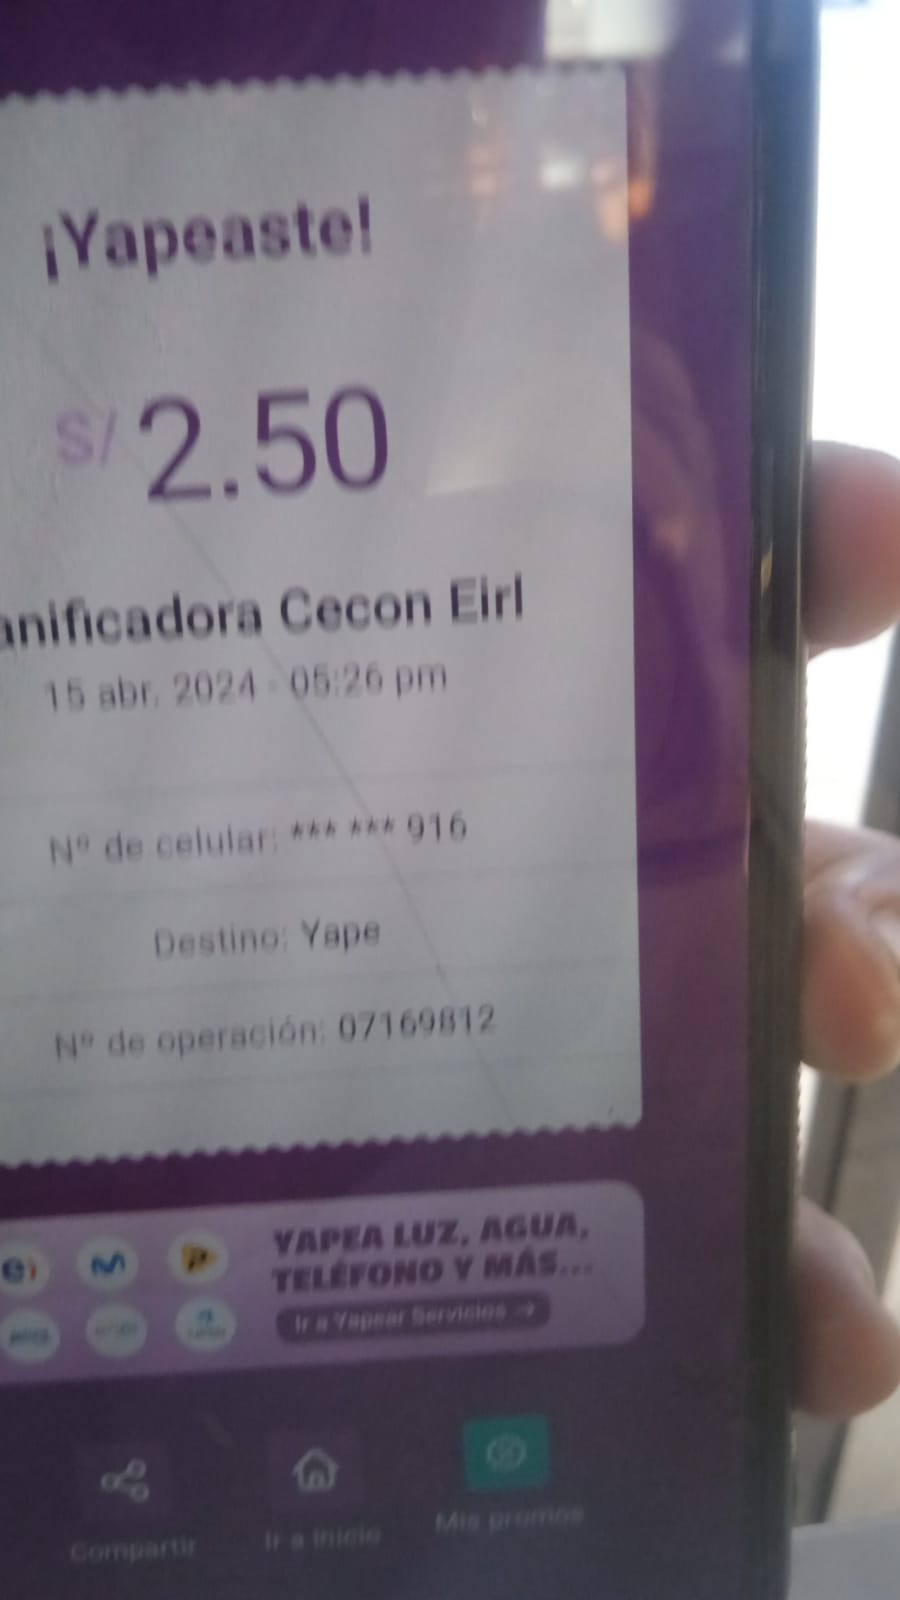 ¡Yapeaste!
S/ 2.50
anificadora Cecon Eirl
15 abr. 2024 - 05:26 pm
Nº de celular: *** *** 916
Destino: Yape
Nº de operación: 07169812
YAPEA LUZ, AGUA,
TELÉFONO Y MÁS...
Ir a Yapear Servicios →
Compartir
Ir a inicio
Mis promos